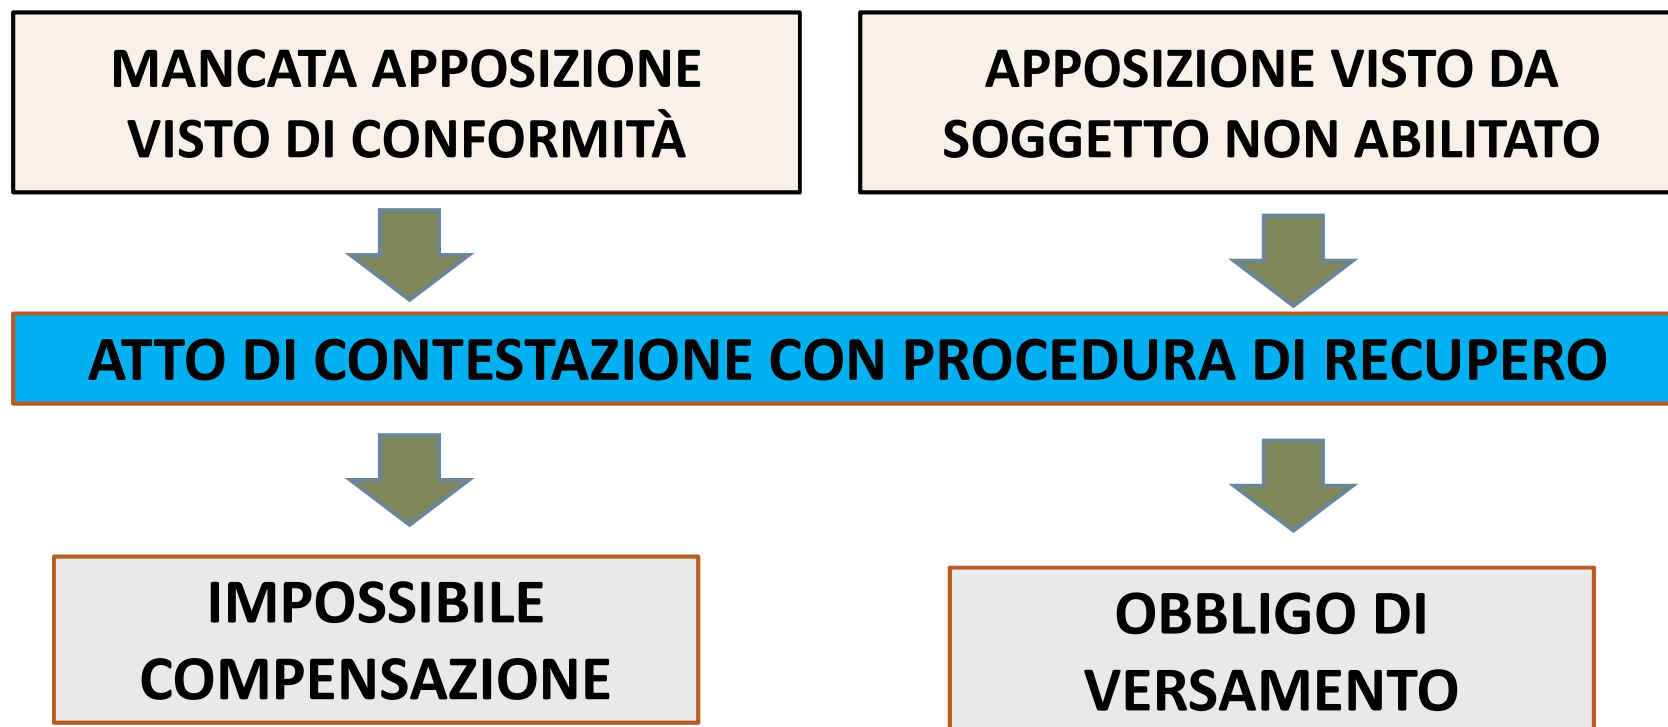 MANCATA APPOSIZIONE
VISTO DI CONFORMITÀ
APPOSIZIONE VISTO DA
SOGGETTO NON ABILITATO
ATTO DI CONTESTAZIONE CON PROCEDURA DI RECUPERO
IMPOSSIBILE
COMPENSAZIONE
OBBLIGO DI
VERSAMENTO